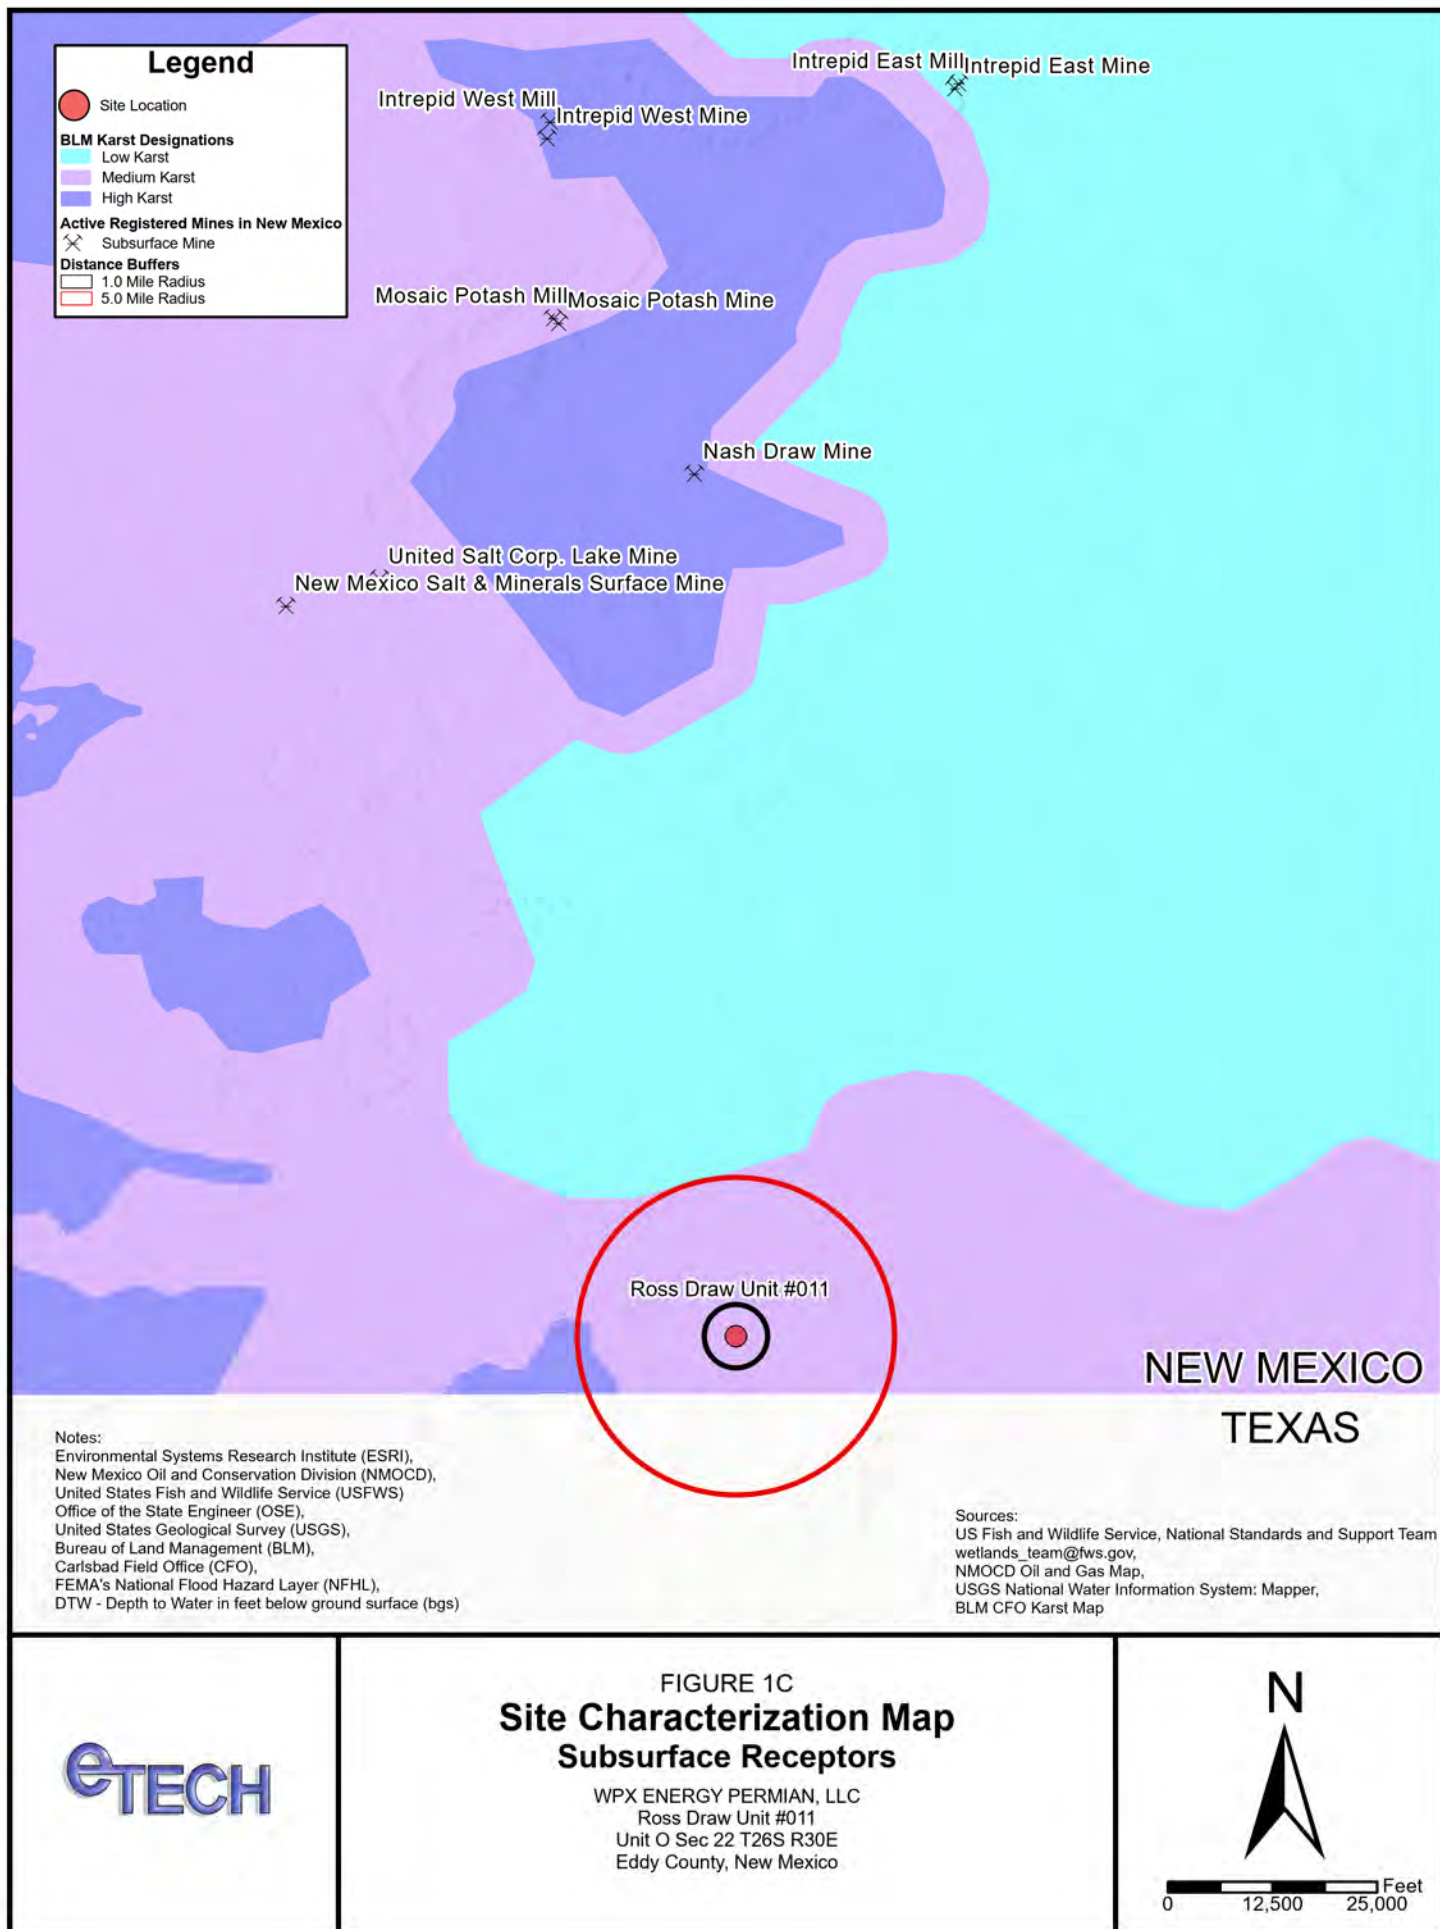 Legend
Site Location
BLM Karst Designations
Low Karst
Medium Karst
High Karst
Active Registered Mines in New Mexico
Subsurface Mine
Distance Buffers
1.0 Mile Radius
5.0 Mile Radius
Intrepid East Mill
Intrepid East Mine
Intrepid West Mill
Intrepid West Mine
Mosaic Potash Mill
Mosaic Potash Mine
Nash Draw Mine
United Salt Corp. Lake Mine
New Mexico Salt & Minerals Surface Mine
Ross Draw Unit #011
NEW MEXICO
TEXAS
Notes:
Environmental Systems Research Institute (ESRI),
New Mexico Oil and Conservation Division (NMOCD),
United States Fish and Wildlife Service (USFWS)
Office of the State Engineer (OSE),
United States Geological Survey (USGS),
Bureau of Land Management (BLM),
Carlsbad Field Office (CFO),
FEMA's National Flood Hazard Layer (NFHL),
DTW - Depth to Water in feet below ground surface (bgs)
Sources:
US Fish and Wildlife Service, National Standards and Support Team
wetlands_team@fws.gov,
NMOCD Oil and Gas Map,
USGS National Water Information System: Mapper,
BLM CFO Karst Map
eTECH
FIGURE 1C
Site Characterization Map
Subsurface Receptors
WPX ENERGY PERMIAN, LLC
Ross Draw Unit #011
Unit O Sec 22 T26S R30E
Eddy County, New Mexico
N
Feet
0 12,500 25,000